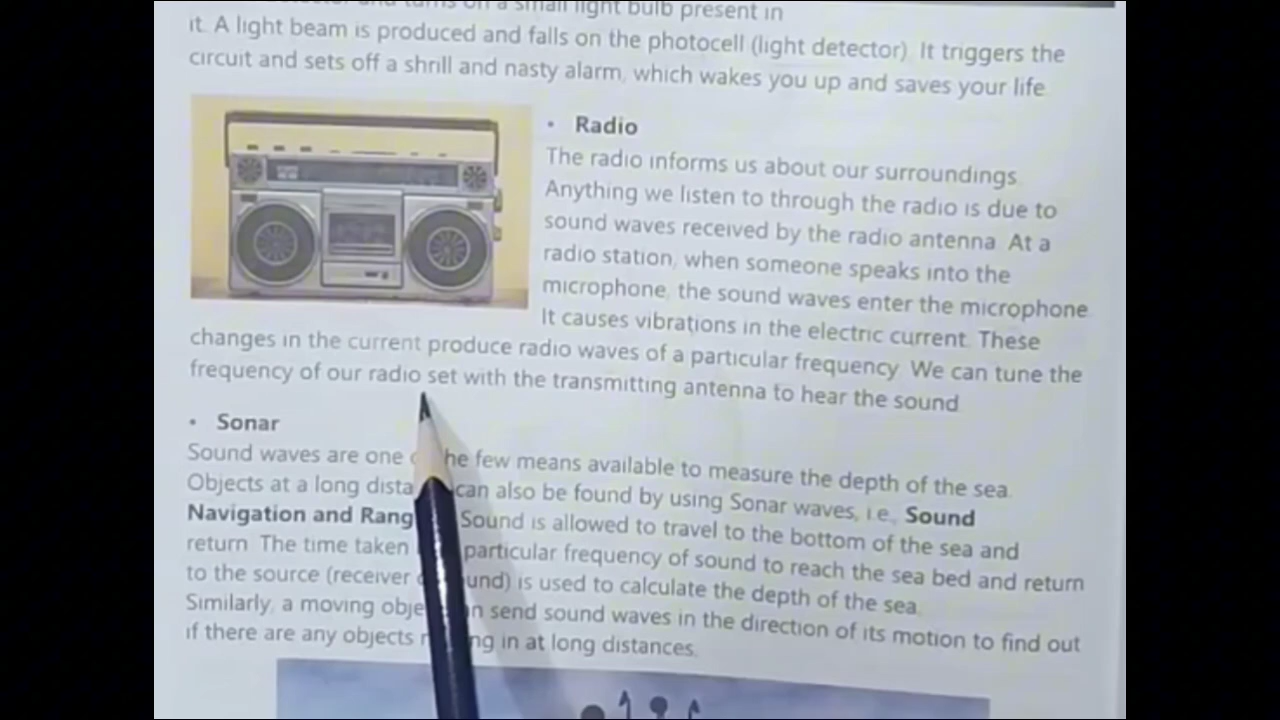 small light bulb present in
it. A light beam is produced and falls on the photocell (light detector). It triggers the
circuit and sets off a shrill and nasty alarm, which wakes you up and saves your life.
• Radio
The radio informs us about our surroundings.
Anything we listen to through the radio is due to
sound waves received by the radio antenna. At a
radio station, when someone speaks into the
microphone, the sound waves enter the microphone.
It causes vibrations in the electric current. These
changes in the current produce radio waves of a particular frequency. We can tune the
frequency of our radio set with the transmitting antenna to hear the sound.
• Sonar
Sound waves are one he few means available to measure the depth of the sea.
Objects at a long dista can also be found by using Sonar waves, i.e., Sound
Navigation and Rang Sound is allowed to travel to the bottom of the sea and
return. The time taken particular frequency of sound to reach the sea bed and return
to the source (receiver und) is used to calculate the depth of the sea.
Similarly, a moving obje n send sound waves in the direction of its motion to find out
if there are any objects ng in at long distances.